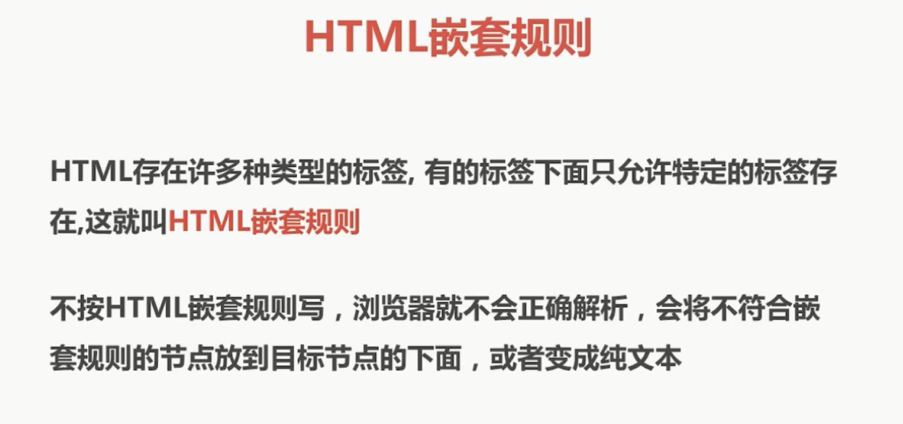 HTML嵌套规则
HTML存在许多种类型的标签, 有的标签下面只允许特定的标签存
在,这就叫HTML嵌套规则
不按HTML嵌套规则写，浏览器就不会正确解析，会将不符合嵌
套规则的节点放到目标节点的下面，或者变成纯文本